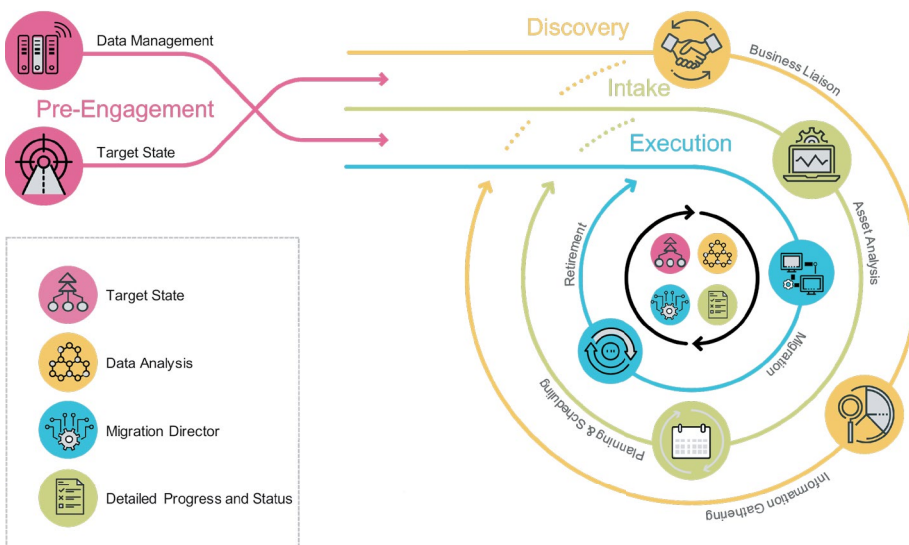 Data Management
Pre-Engagement
Target State
Discovery
Intake
Execution
Business Liaison
Asset Analysis
Retirement
Migration
Planning & Scheduling
Information Gathering
Target State
Data Analysis
Migration Director
Detailed Progress and Status